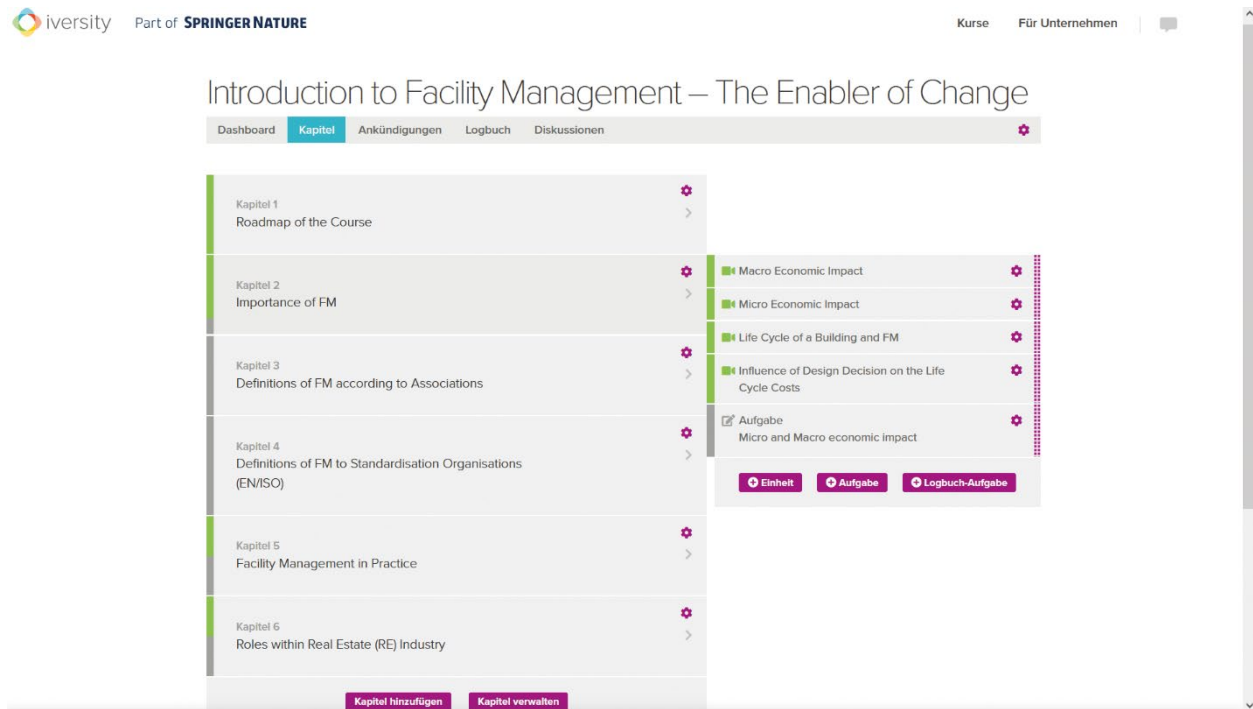 iversity Part of SPRINGER NATURE
Kurse Für Unternehmen
Introduction to Facility Management – The Enabler of Change
Dashboard Kapitel Ankündigungen Logbuch Diskussionen
Kapitel 1
Roadmap of the Course
Kapitel 2
Importance of FM
Kapitel 3
Definitions of FM according to Associations
Kapitel 4
Definitions of FM to Standardisation Organisations
(EN/ISO)
Kapitel 5
Facility Management in Practice
Kapitel 6
Roles within Real Estate (RE) Industry
Kapitel hinzufügen Kapitel verwalten
Macro Economic Impact
Micro Economic Impact
Life Cycle of a Building and FM
Influence of Design Decision on the Life
Cycle Costs
Aufgabe
Micro and Macro economic impact
Einheit Aufgabe Logbuch-Aufgabe